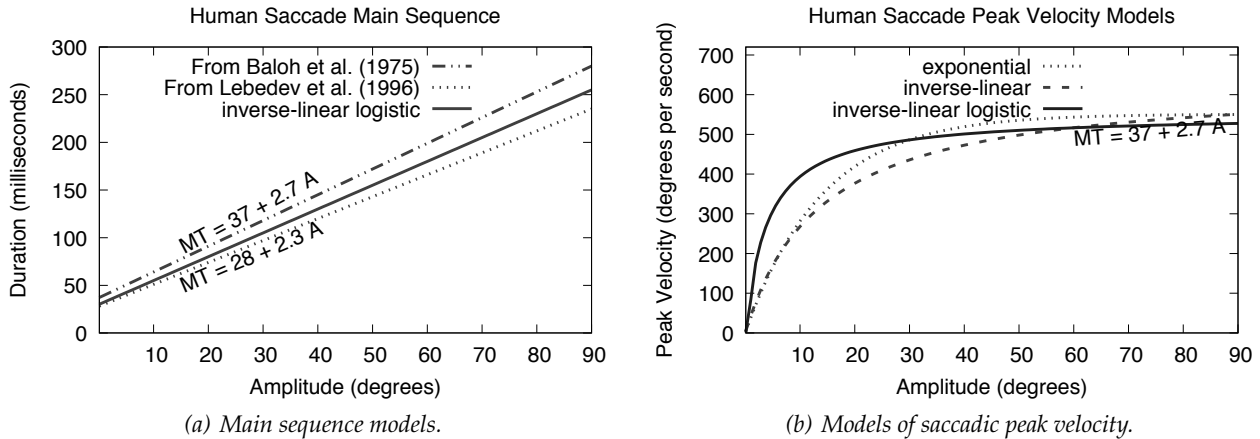 Human Saccade Main Sequence
Duration (milliseconds)
300
250
200
150
100
50
0
From Baloh et al. (1975)
From Lebedev et al. (1996)
inverse-linear logistic
MT = 37 + 2.7 A
MT = 28 + 2.3 A
10 20 30 40 50 60 70 80 90
Amplitude (degrees)
(a) Main sequence models.
Human Saccade Peak Velocity Models
Peak Velocity (degrees per second)
700
600
500
400
300
200
100
0
exponential
inverse-linear
inverse-linear logistic
MT = 37 + 2.7 A
10 20 30 40 50 60 70 80 90
Amplitude (degrees)
(b) Models of saccadic peak velocity.